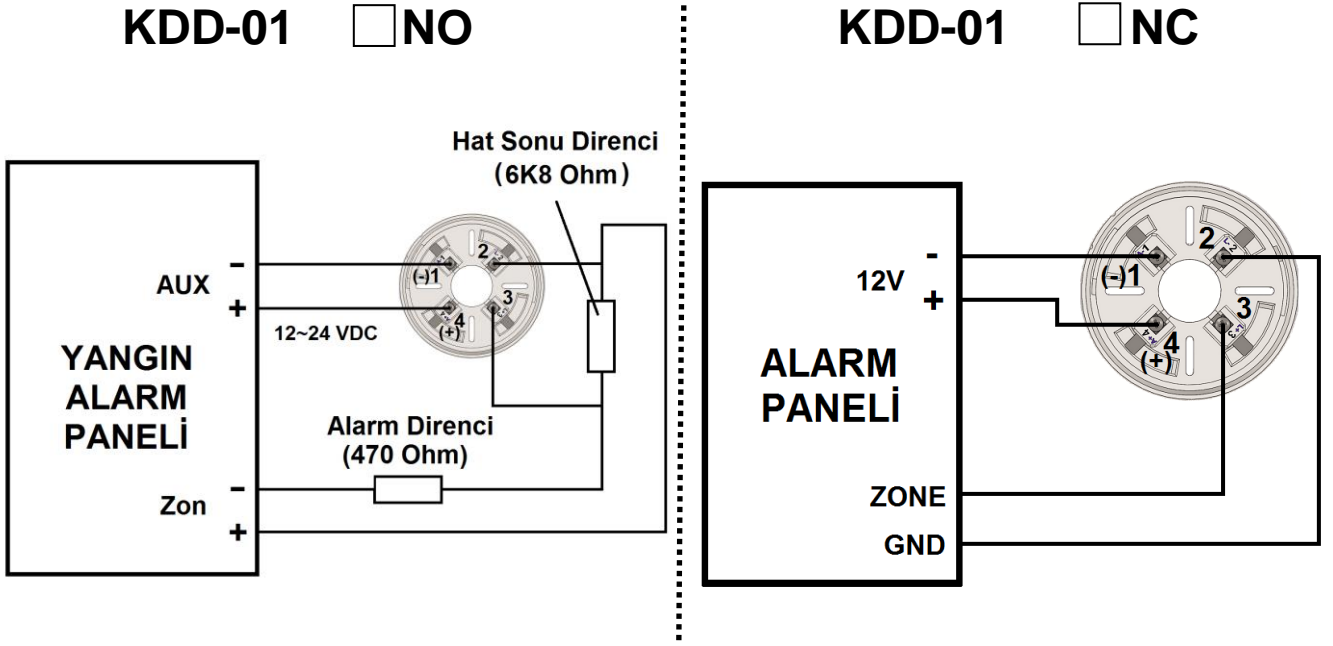 KDD-01 NO
Hat Sonu Direnci
(6K8 Ohm)
AUX
-
+
12~24 VDC
(-)1
2
3
4
(+)
YANGIN
ALARM
PANELİ
Alarm Direnci
(470 Ohm)
Zon
-
+
KDD-01 NC
12V
-
+
(-)1
2
3
4
(+)
ALARM
PANELİ
ZONE
GND